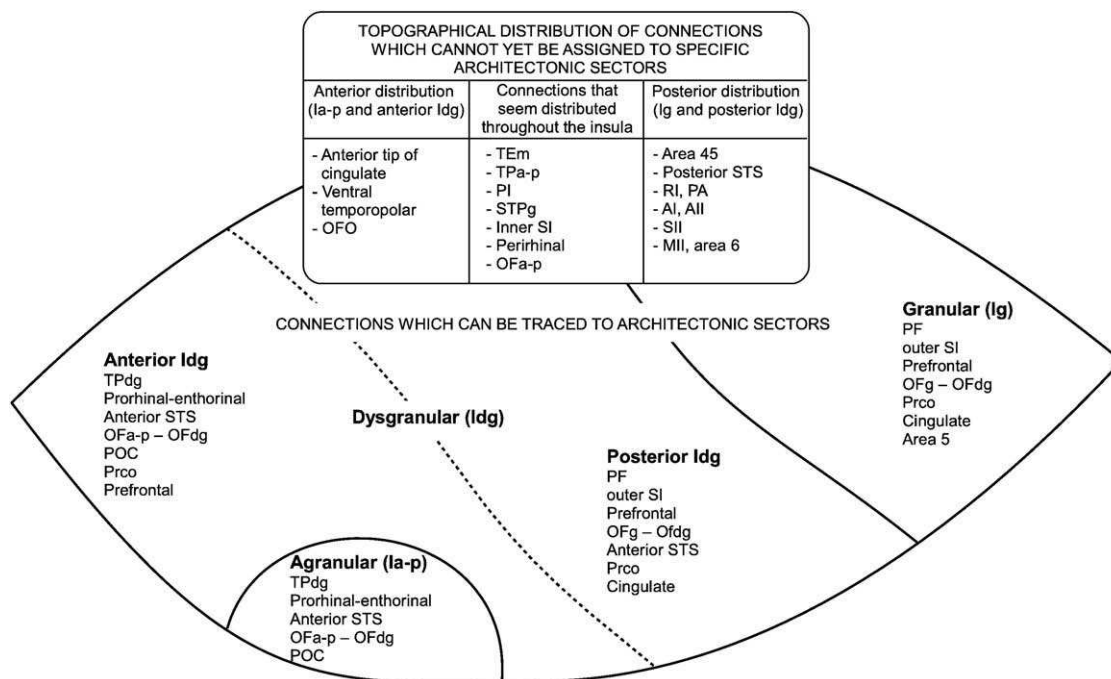 TOPOGRAPHICAL DISTRIBUTION OF CONNECTIONS
WHICH CANNOT YET BE ASSIGNED TO SPECIFIC
ARCHITECTONIC SECTORS
Anterior distribution
(Ia-p and anterior Idg)
- Anterior tip of
cingulate
- Ventral
temporopolar
- OFO
Connections that
seem distributed
throughout the insula
- TEm
- TPa-p
- PI
- STPg
- Inner SI
- Perirhinal
- OFa-p
Posterior distribution
(Ig and posterior Idg)
- Area 45
- Posterior STS
- RI, PA
- AI, AII
- SII
- MII, area 6
CONNECTIONS WHICH CAN BE TRACED TO ARCHITECTONIC SECTORS
Anterior Idg
TPdg
Prorhinal-enthorinal
Anterior STS
OFa-p – OFdg
POC
Prco
Prefrontal
Dysgranular (Idg)
Agranular (Ia-p)
TPdg
Prorhinal-enthorinal
Anterior STS
OFa-p – OFdg
POC
Posterior Idg
PF
outer SI
Prefrontal
OFg – Ofdg
Anterior STS
Prco
Cingulate
Granular (Ig)
PF
outer SI
Prefrontal
OFg – OFdg
Prco
Cingulate
Area 5